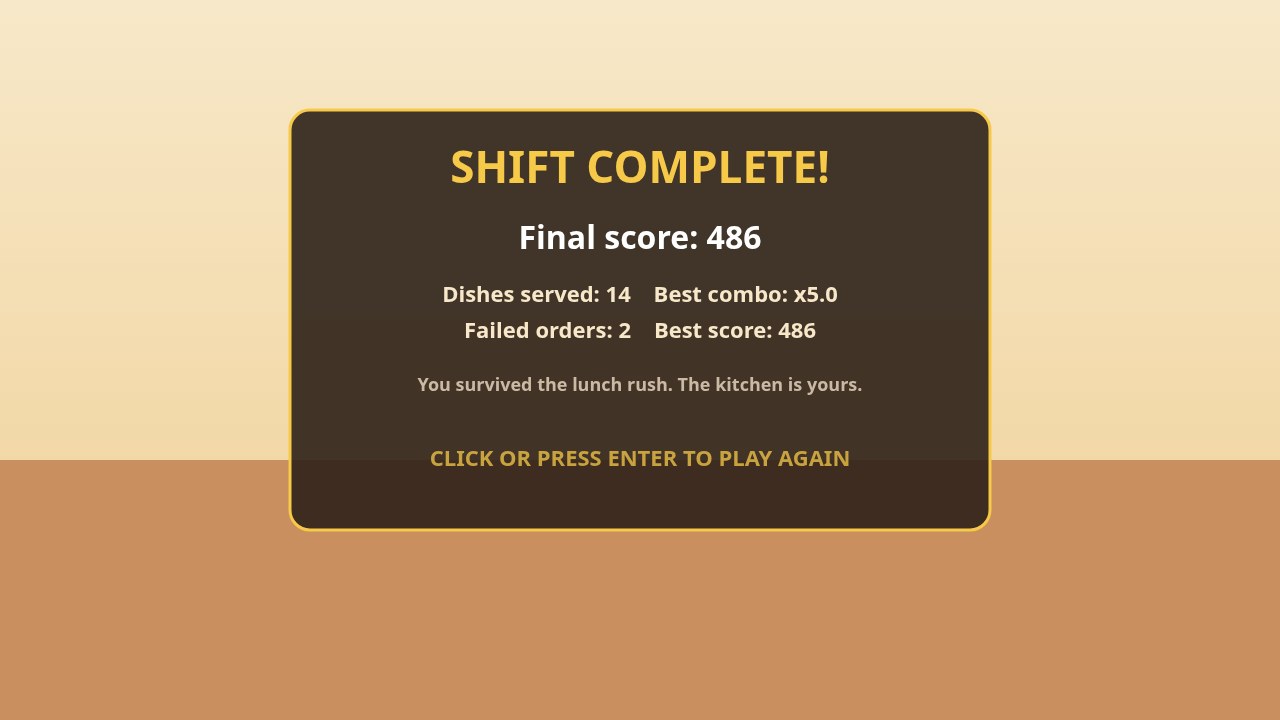 SHIFT COMPLETE!
Final score: 486
Dishes served: 14    Best combo: x5.0
Failed orders: 2    Best score: 486
You survived the lunch rush. The kitchen is yours.
CLICK OR PRESS ENTER TO PLAY AGAIN